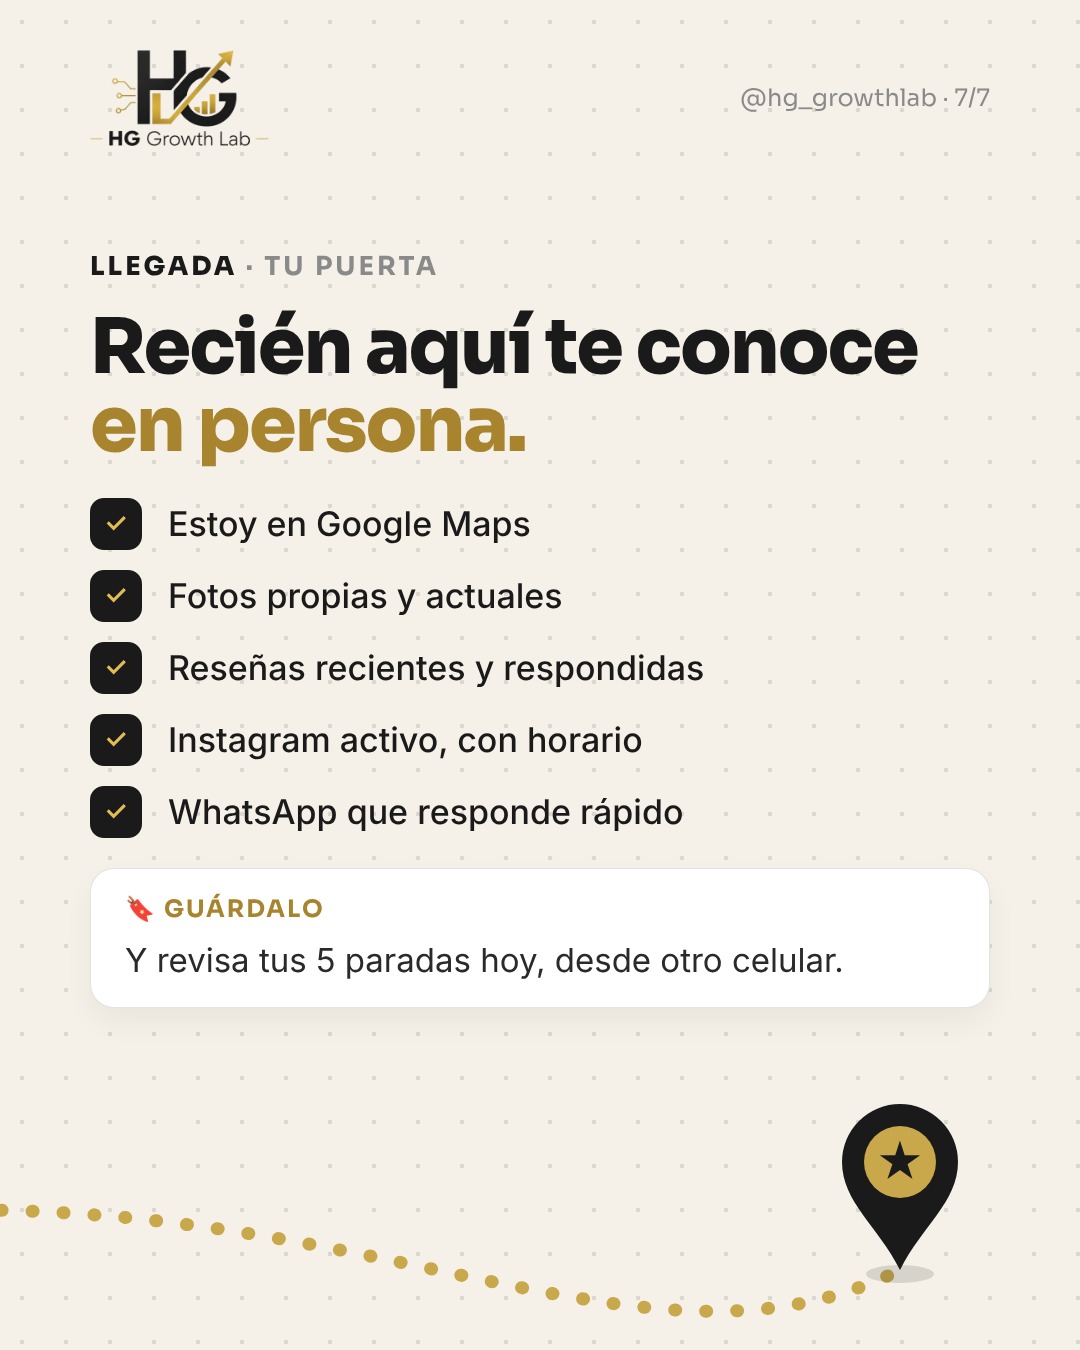 HG
HG Growth Lab
@hg_growthlab · 7/7
LLEGADA · TU PUERTA
Recién aquí te conoce
en persona.
Estoy en Google Maps
Fotos propias y actuales
Reseñas recientes y respondidas
Instagram activo, con horario
WhatsApp que responde rápido
🔖 GUÁRDALO
Y revisa tus 5 paradas hoy, desde otro celular.